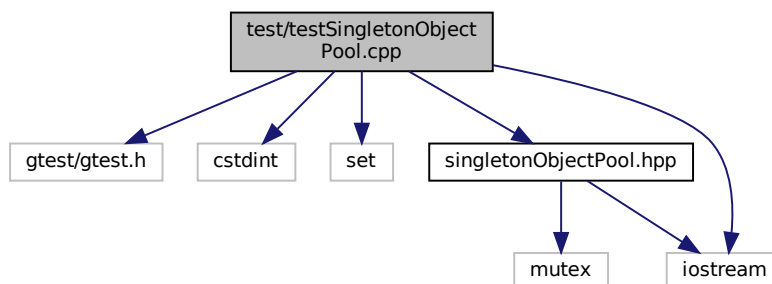 test/testSingletonObject
Pool.cpp
gtest/gtest.h
cstdint
set
singletonObjectPool.hpp
mutex
iostream